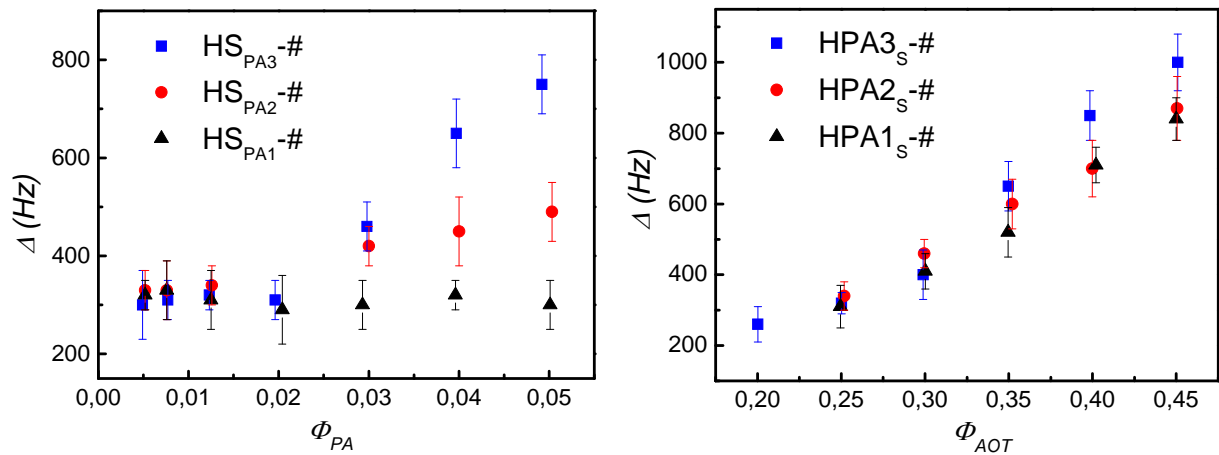 800
600
400
200
Δ (Hz)
HS_PA3-#
HS_PA2-#
HS_PA1-#
0,00 0,01 0,02 0,03 0,04 0,05
Φ_PA
1000
800
600
400
200
Δ (Hz)
HPA3_S-#
HPA2_S-#
HPA1_S-#
0,20 0,25 0,30 0,35 0,40 0,45
Φ_AOT